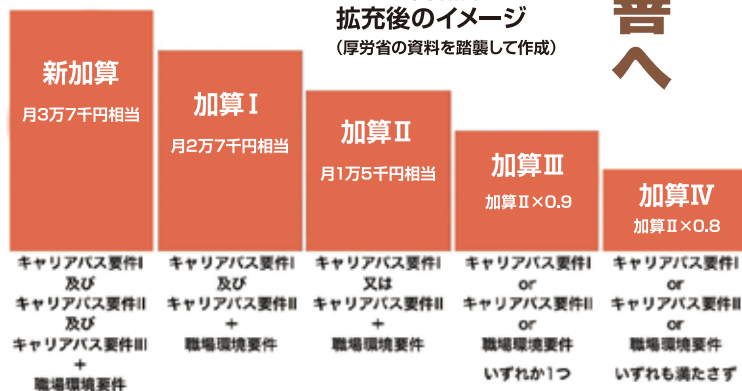 拡充後のイメージ
(厚労省の資料を踏襲して作成)
善へ
新加算
月3万7千円相当
キャリアパス要件Ⅰ
及び
キャリアパス要件Ⅱ
及び
キャリアパス要件Ⅲ
+
職場環境要件
加算Ⅰ
月2万7千円相当
キャリアパス要件Ⅰ
及び
キャリアパス要件Ⅱ
+
職場環境要件
加算Ⅱ
月1万5千円相当
キャリアパス要件Ⅰ
又は
キャリアパス要件Ⅱ
+
職場環境要件
加算Ⅲ
加算Ⅱ×0.9
キャリアパス要件Ⅰ
or
キャリアパス要件Ⅱ
or
職場環境要件
いずれか1つ
加算Ⅳ
加算Ⅱ×0.8
キャリアパス要件Ⅰ
or
キャリアパス要件Ⅱ
or
職場環境要件
いずれも満たさず